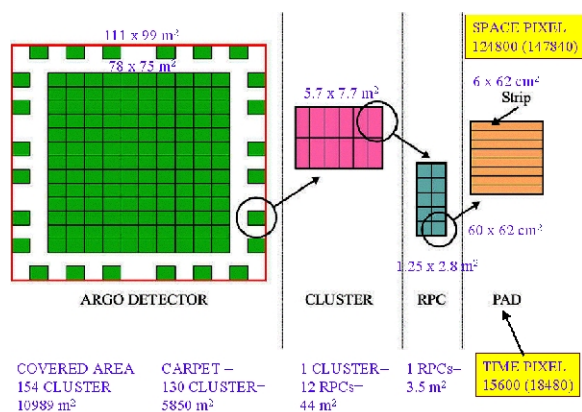 111 x 99 m²
78 x 75 m²
SPACE PIXEL
124800 (147840)
5.7 x 7.7 m²
6 x 62 cm²
Strip
60 x 62 cm²
1.25 x 2.8 m²
ARGO DETECTOR
CLUSTER
RPC
PAD
COVERED AREA
154 CLUSTER
10989 m²
CARPET –
130 CLUSTER–
5850 m²
1 CLUSTER–
12 RPCs–
44 m²
1 RPCs–
3.5 m²
TIME PIXEL
15600 (18480)